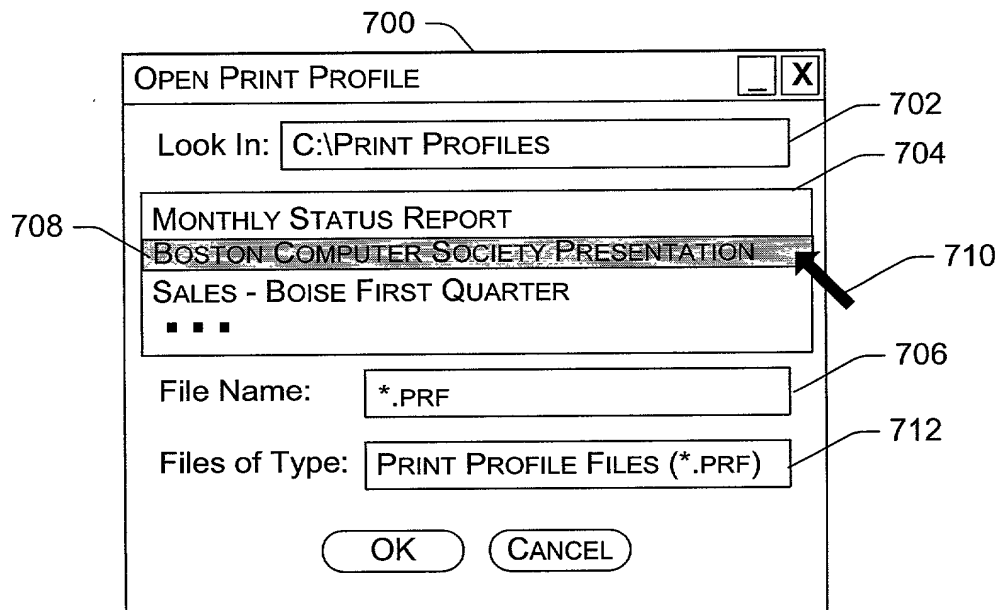 700
OPEN PRINT PROFILE _ X
Look In: C:\PRINT PROFILES 702
704
MONTHLY STATUS REPORT
708 BOSTON COMPUTER SOCIETY PRESENTATION 710
SALES - BOISE FIRST QUARTER
▪ ▪ ▪
File Name: *.PRF 706
Files of Type: PRINT PROFILE FILES (*.PRF) 712
OK CANCEL